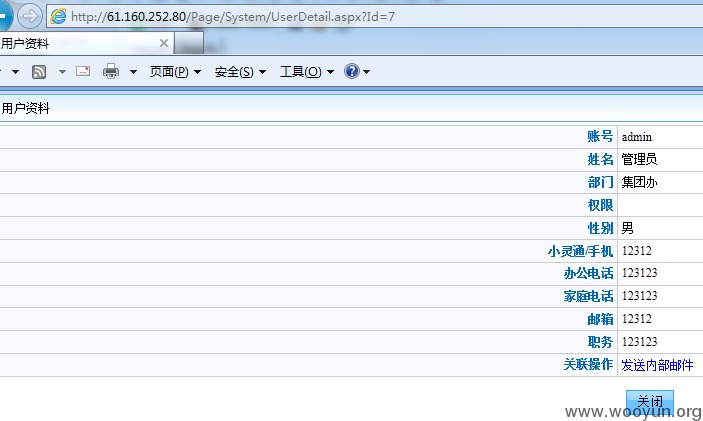 http://61.160.252.80/Page/System/UserDetail.aspx?Id=7
用户资料
页面(P) 安全(S) 工具(O)
用户资料
账号 admin
姓名 管理员
部门 集团办
权限
性别 男
小灵通/手机 12312
办公电话 123123
家庭电话 123123
邮箱 12312
职务 123123
关联操作 发送内部邮件
关闭
www.wooyun.org